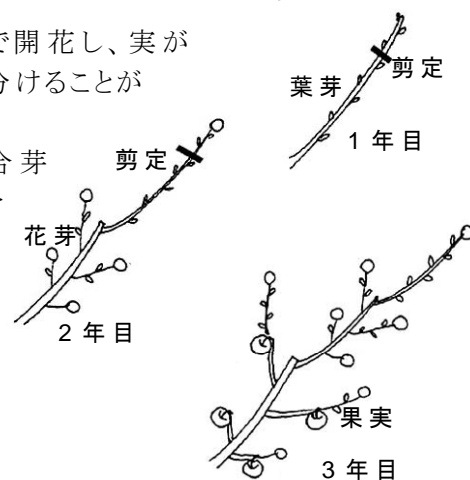 で開花し、実が
分けることが
合芽
剪定
葉芽
1年目
剪定
花芽
2年目
果実
3年目